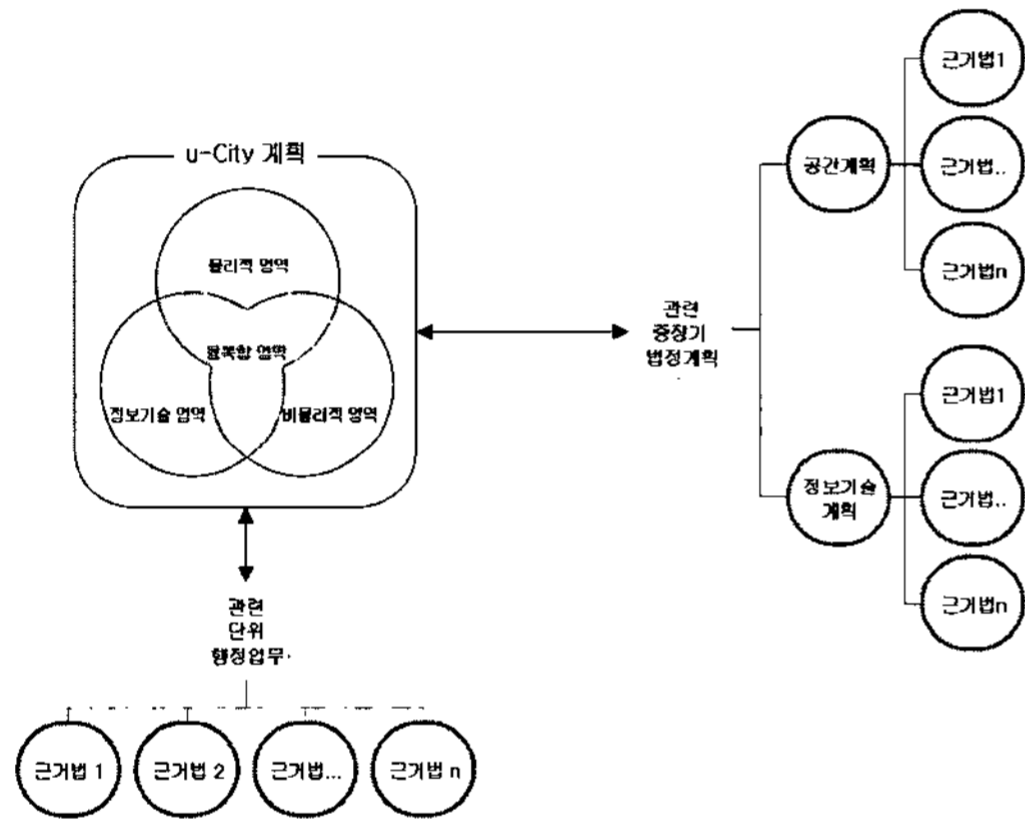 u-City 계획
물리적 영역
융복합 영역
정보기술 영역
비물리적 영역
관련
중장기
법정계획
공간계획
근거법1
근거법..
근거법n
정보기술
계획
근거법1
근거법..
근거법n
관련
단위
행정업무
근거법 1
근거법 2
근거법...
근거법 n